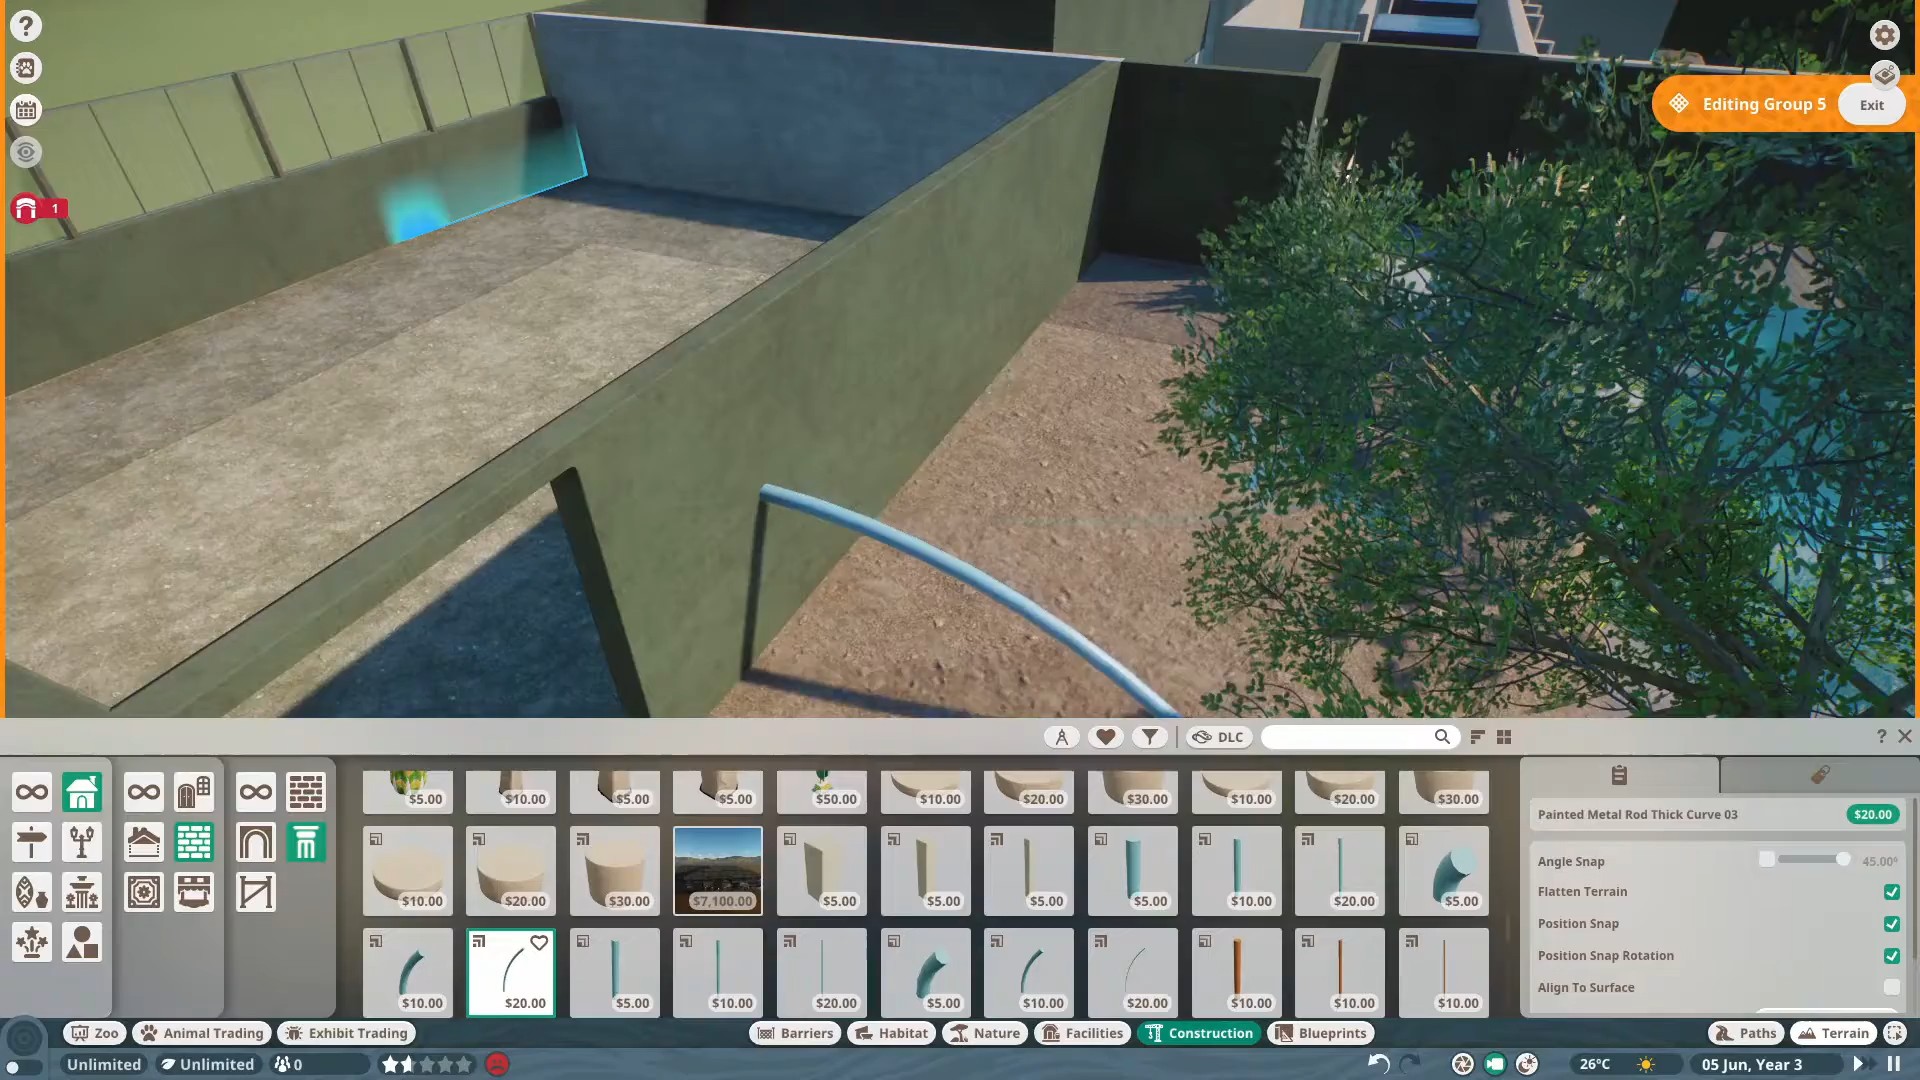 ?
Editing Group 5
Exit
1
DLC
?
$5.00 $10.00 $5.00 $5.00 $50.00 $10.00 $20.00 $30.00 $10.00 $20.00 $30.00
$10.00 $20.00 $30.00 $7,100.00 $5.00 $5.00 $5.00 $5.00 $10.00 $20.00 $5.00
$10.00 $20.00 $5.00 $10.00 $20.00 $5.00 $10.00 $20.00 $10.00 $10.00 $10.00
Painted Metal Rod Thick Curve 03 $20.00
Angle Snap 45.00°
Flatten Terrain
Position Snap
Position Snap Rotation
Align To Surface
Zoo Animal Trading Exhibit Trading Barriers Habitat Nature Facilities Construction Blueprints Paths Terrain
Unlimited Unlimited 0 26°C 05 Jun, Year 3